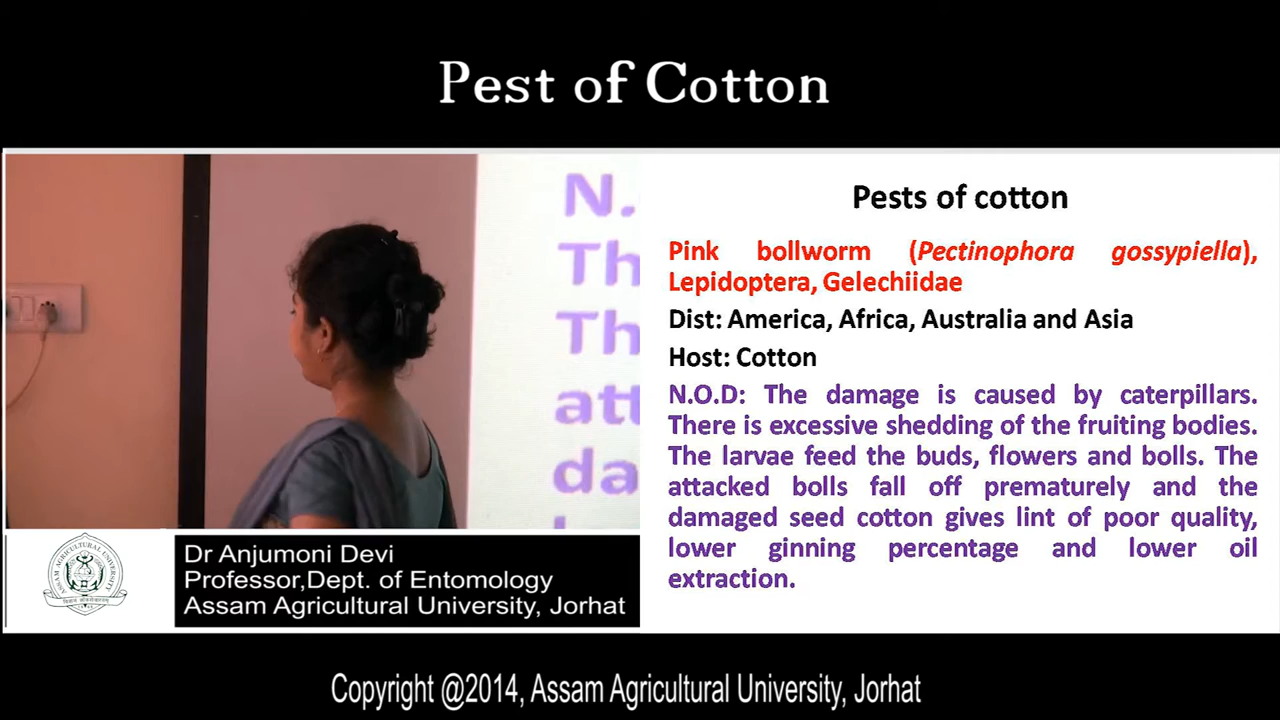 Pest of Cotton
N.
Th
Th
att
da
Pests of cotton
Pink bollworm (Pectinophora gossypiella),
Lepidoptera, Gelechiidae
Dist: America, Africa, Australia and Asia
Host: Cotton
N.O.D: The damage is caused by caterpillars.
There is excessive shedding of the fruiting bodies.
The larvae feed the buds, flowers and bolls. The
attacked bolls fall off prematurely and the
damaged seed cotton gives lint of poor quality,
lower ginning percentage and lower oil
extraction.
ASSAM AGRICULTURAL UNIVERSITY
Dr Anjumoni Devi
Professor,Dept. of Entomology
Assam Agricultural University, Jorhat
Copyright @2014, Assam Agricultural University, Jorhat